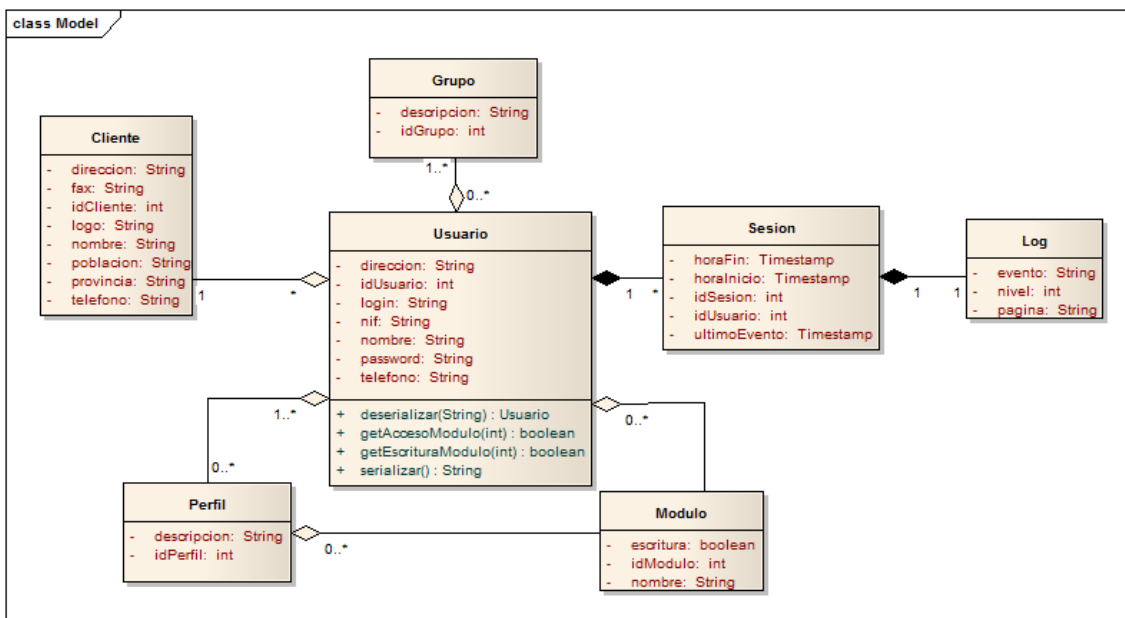 class Model
Grupo
- descripcion: String
- idGrupo: int
1..*
0..*
Cliente
- direccion: String
- fax: String
- idCliente: int
- logo: String
- nombre: String
- poblacion: String
- provincia: String
- telefono: String
1
*
Usuario
- direccion: String
- idUsuario: int
- login: String
- nif: String
- nombre: String
- password: String
- telefono: String
+ deserializar(String) : Usuario
+ getAccesoModulo(int) : boolean
+ getEscrituraModulo(int) : boolean
+ serializar() : String
1
*
Sesion
- horaFin: Timestamp
- horaInicio: Timestamp
- idSesion: int
- idUsuario: int
- ultimoEvento: Timestamp
1
1
Log
- evento: String
- nivel: int
- pagina: String
1..*
0..*
0..*
Perfil
- descripcion: String
- idPerfil: int
0..*
Modulo
- escritura: boolean
- idModulo: int
- nombre: String